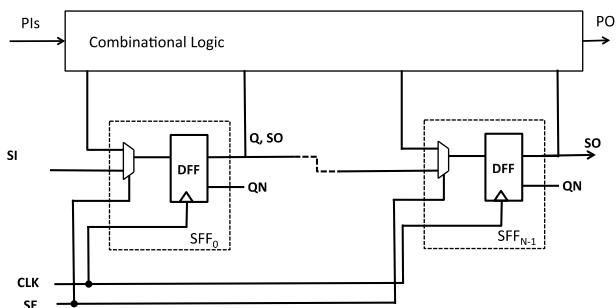 PIs
PO
Combinational Logic
Q, SO
SO
SI
DFF
DFF
QN
QN
SFF0
SFFN-1
CLK
SE